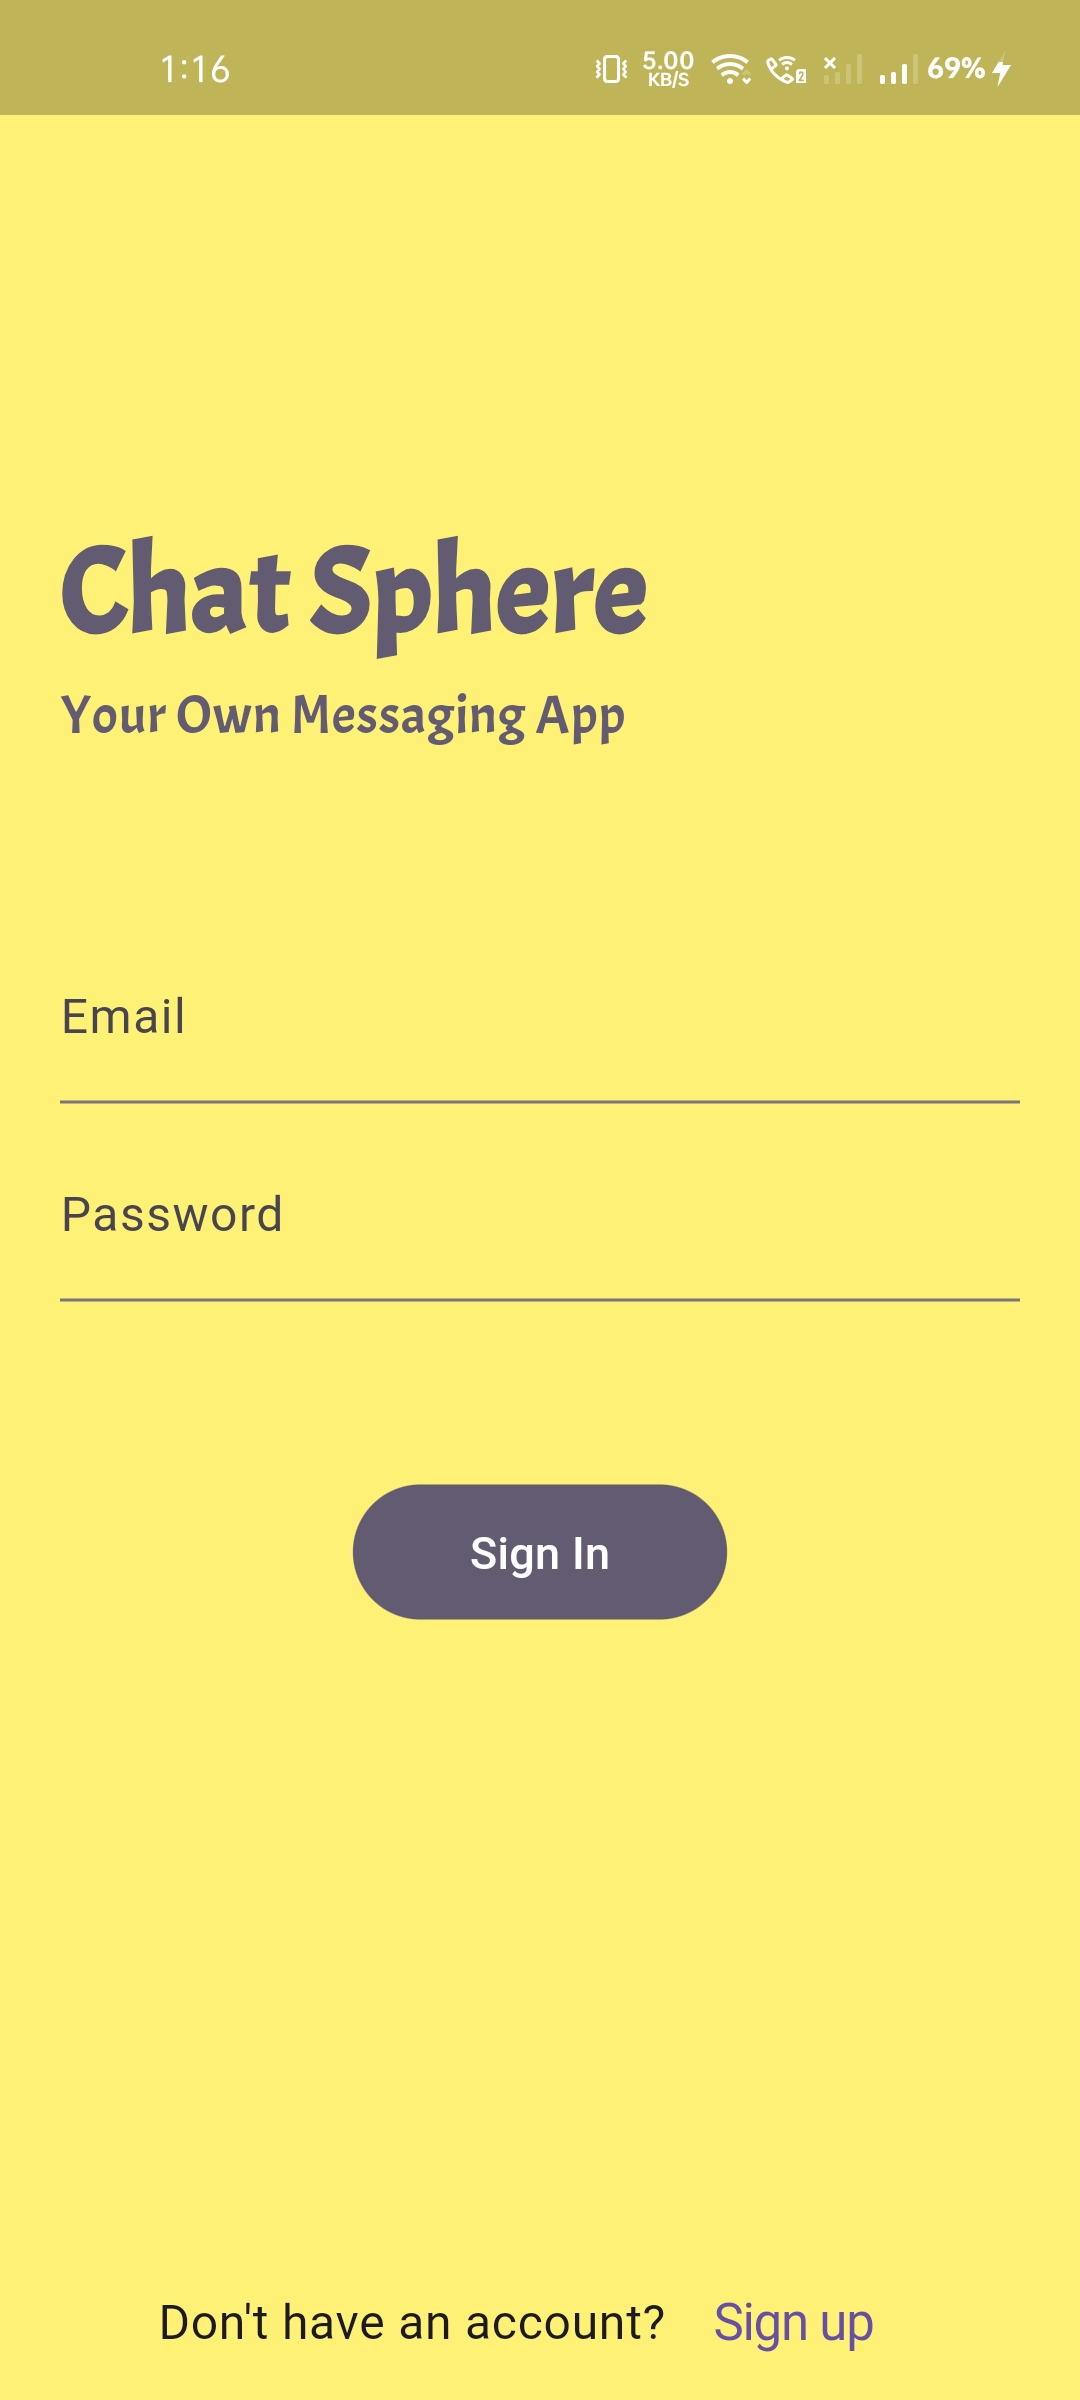 1:16
5.00
KB/S
2
69%
Chat Sphere
Your Own Messaging App
Email
Password
Sign In
Don't have an account? Sign up